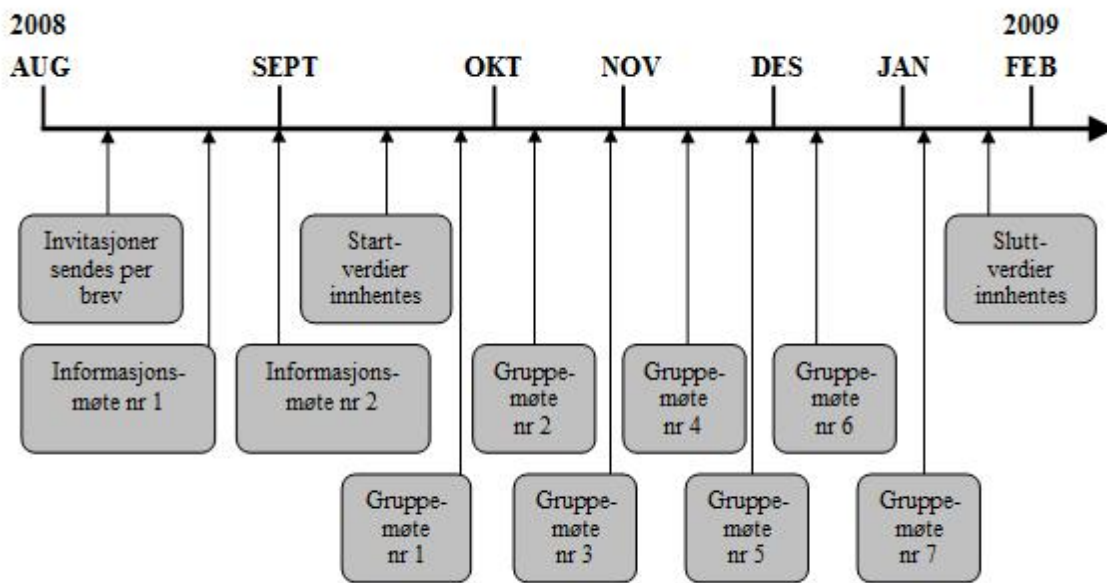 2008
2009
AUG
SEPT
OKT
NOV
DES
JAN
FEB
Invitasjoner
sendes per
brev
Start-
verdier
innhentes
Slutt-
verdier
innhentes
Informasjons-
møte nr 1
Informasjons-
møte nr 2
Gruppe-
møte
nr 2
Gruppe-
møte
nr 4
Gruppe-
møte
nr 6
Gruppe-
møte
nr 1
Gruppe-
møte
nr 3
Gruppe-
møte
nr 5
Gruppe-
møte
nr 7